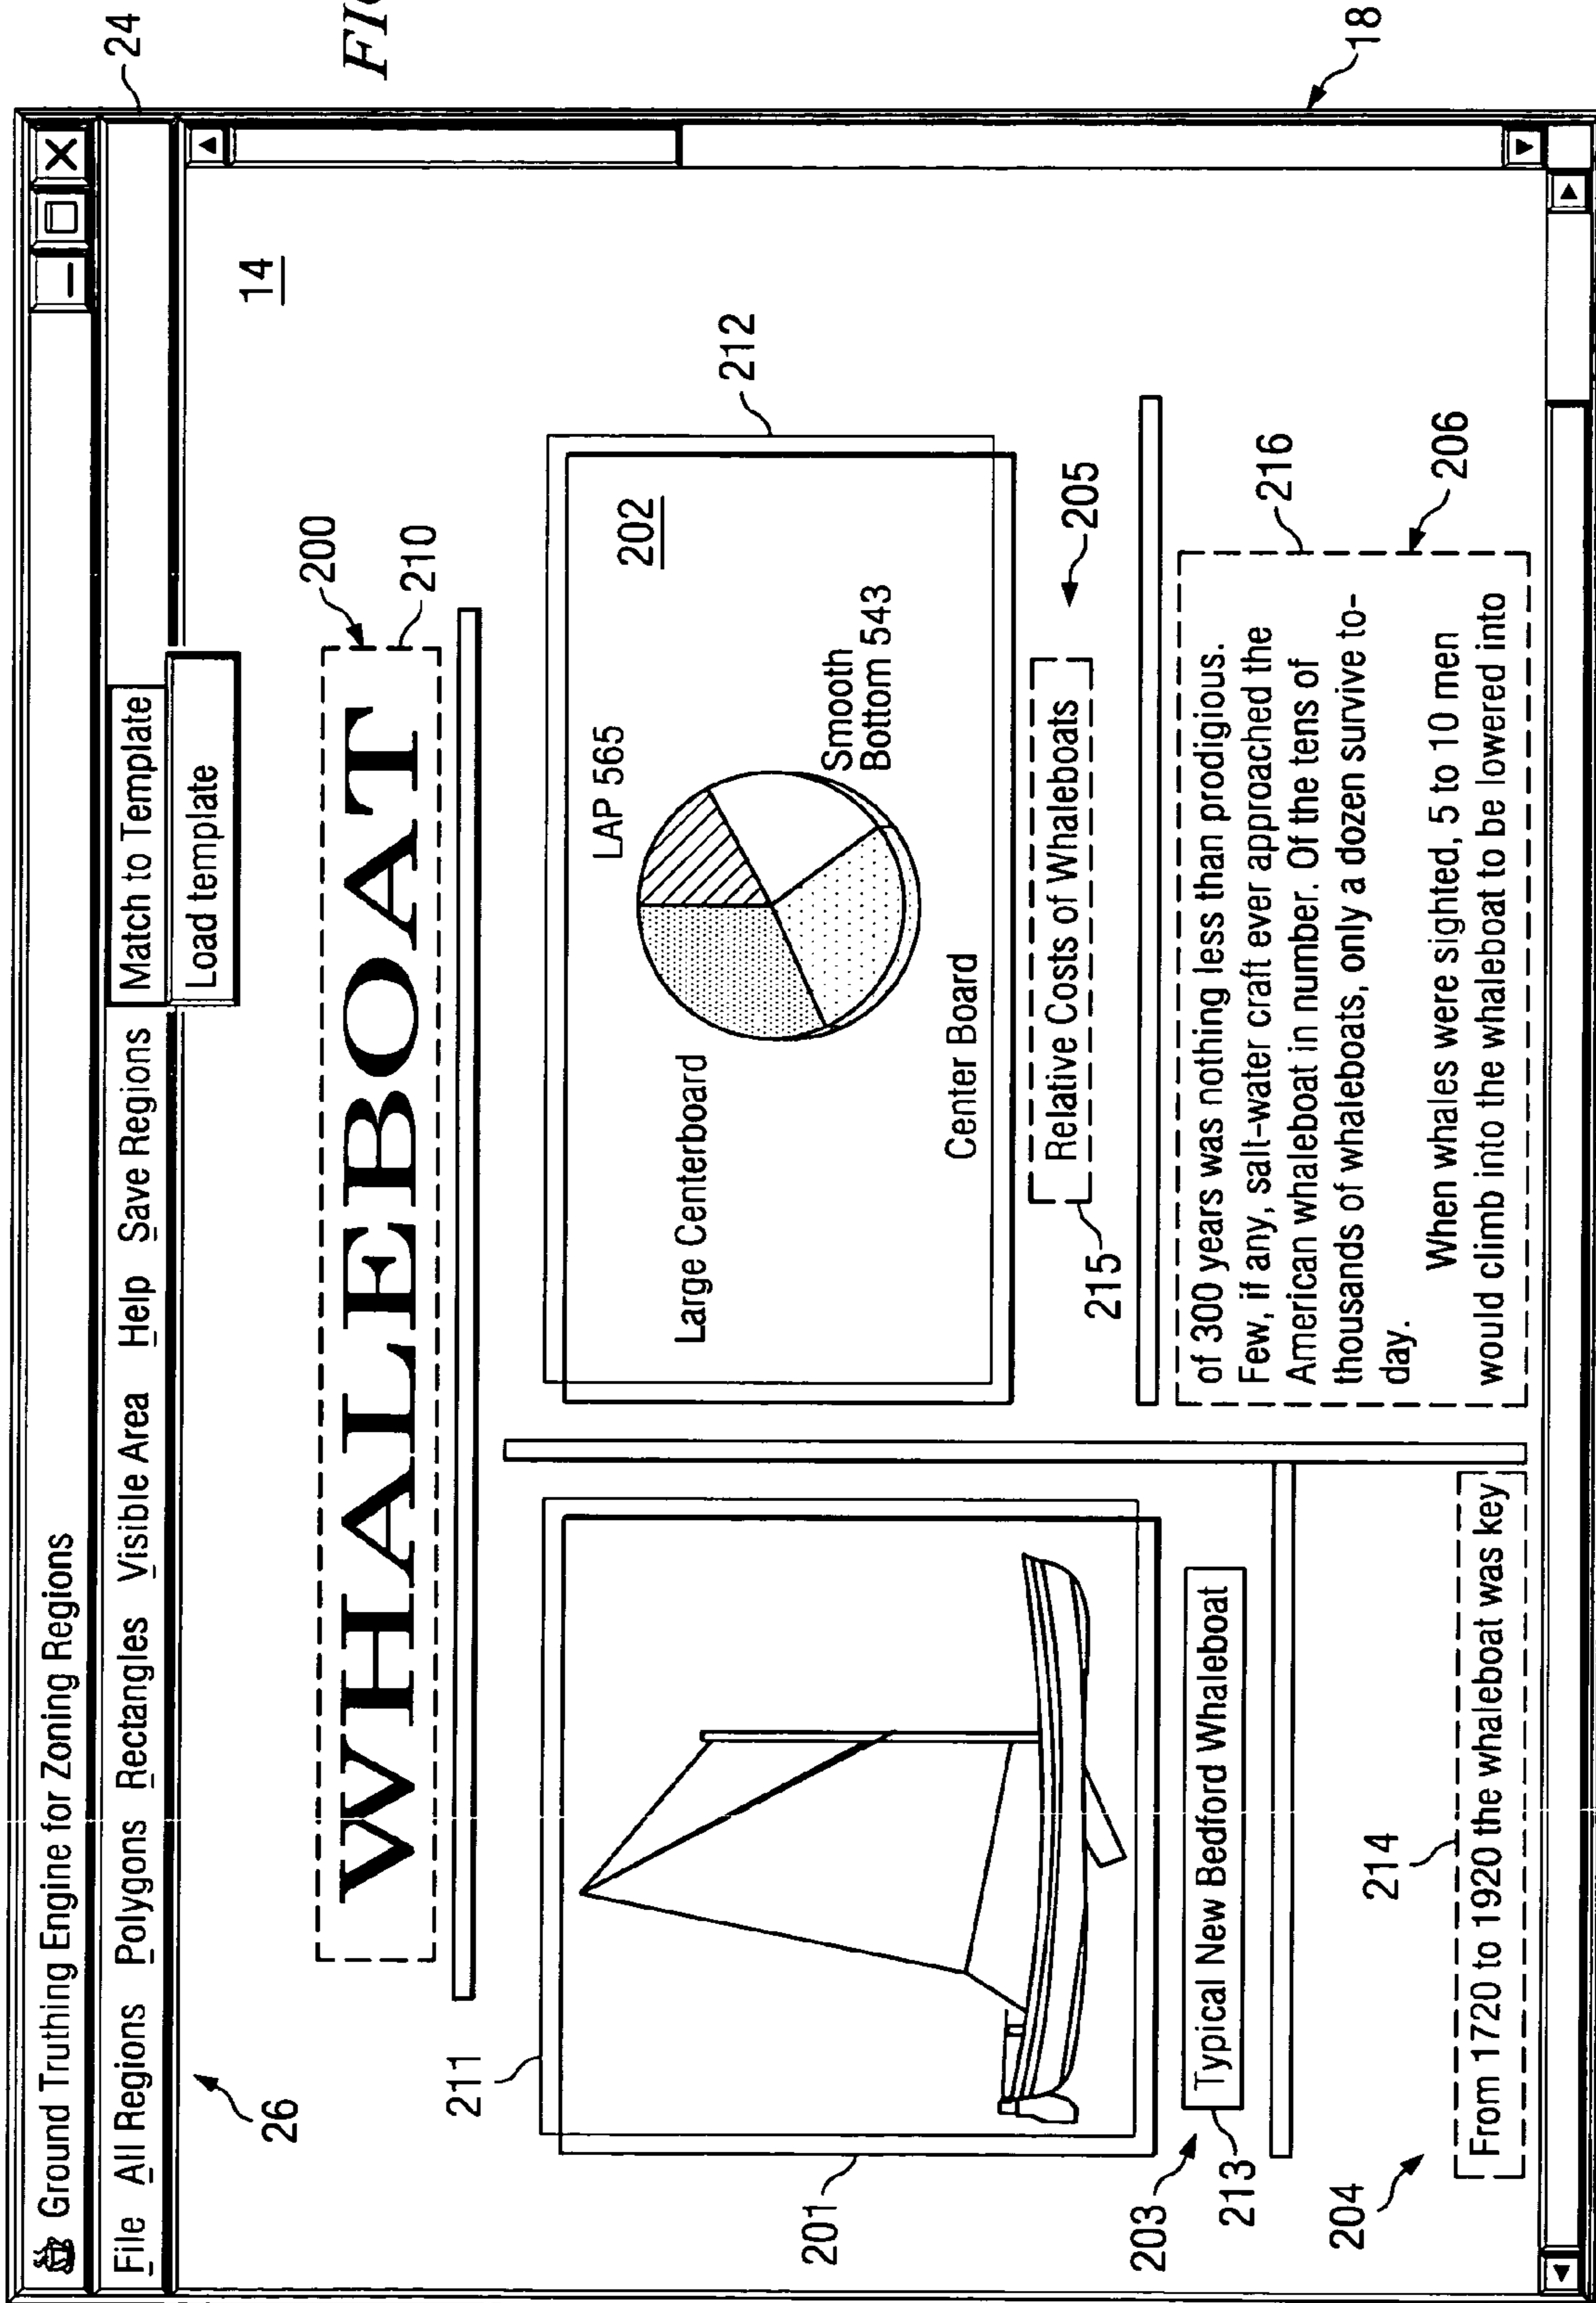 Ground Truthing Engine for Zoning Regions
File All Regions Polygons Rectangles Visible Area Help Save Regions Match to Template
Load template
24
FIG
26
14
WHALEBOAT
200
210
211
212
202
LAP 565
Large Centerboard
Smooth
Bottom 543
Center Board
201
205
203
Typical New Bedford Whaleboat
213
215
Relative Costs of Whaleboats
18
216
206
of 300 years was nothing less than prodigious.
Few, if any, salt-water craft ever approached the
American whaleboat in number. Of the tens of
thousands of whaleboats, only a dozen survive to-
day.
When whales were sighted, 5 to 10 men
would climb into the whaleboat to be lowered into
204
214
From 1720 to 1920 the whaleboat was key